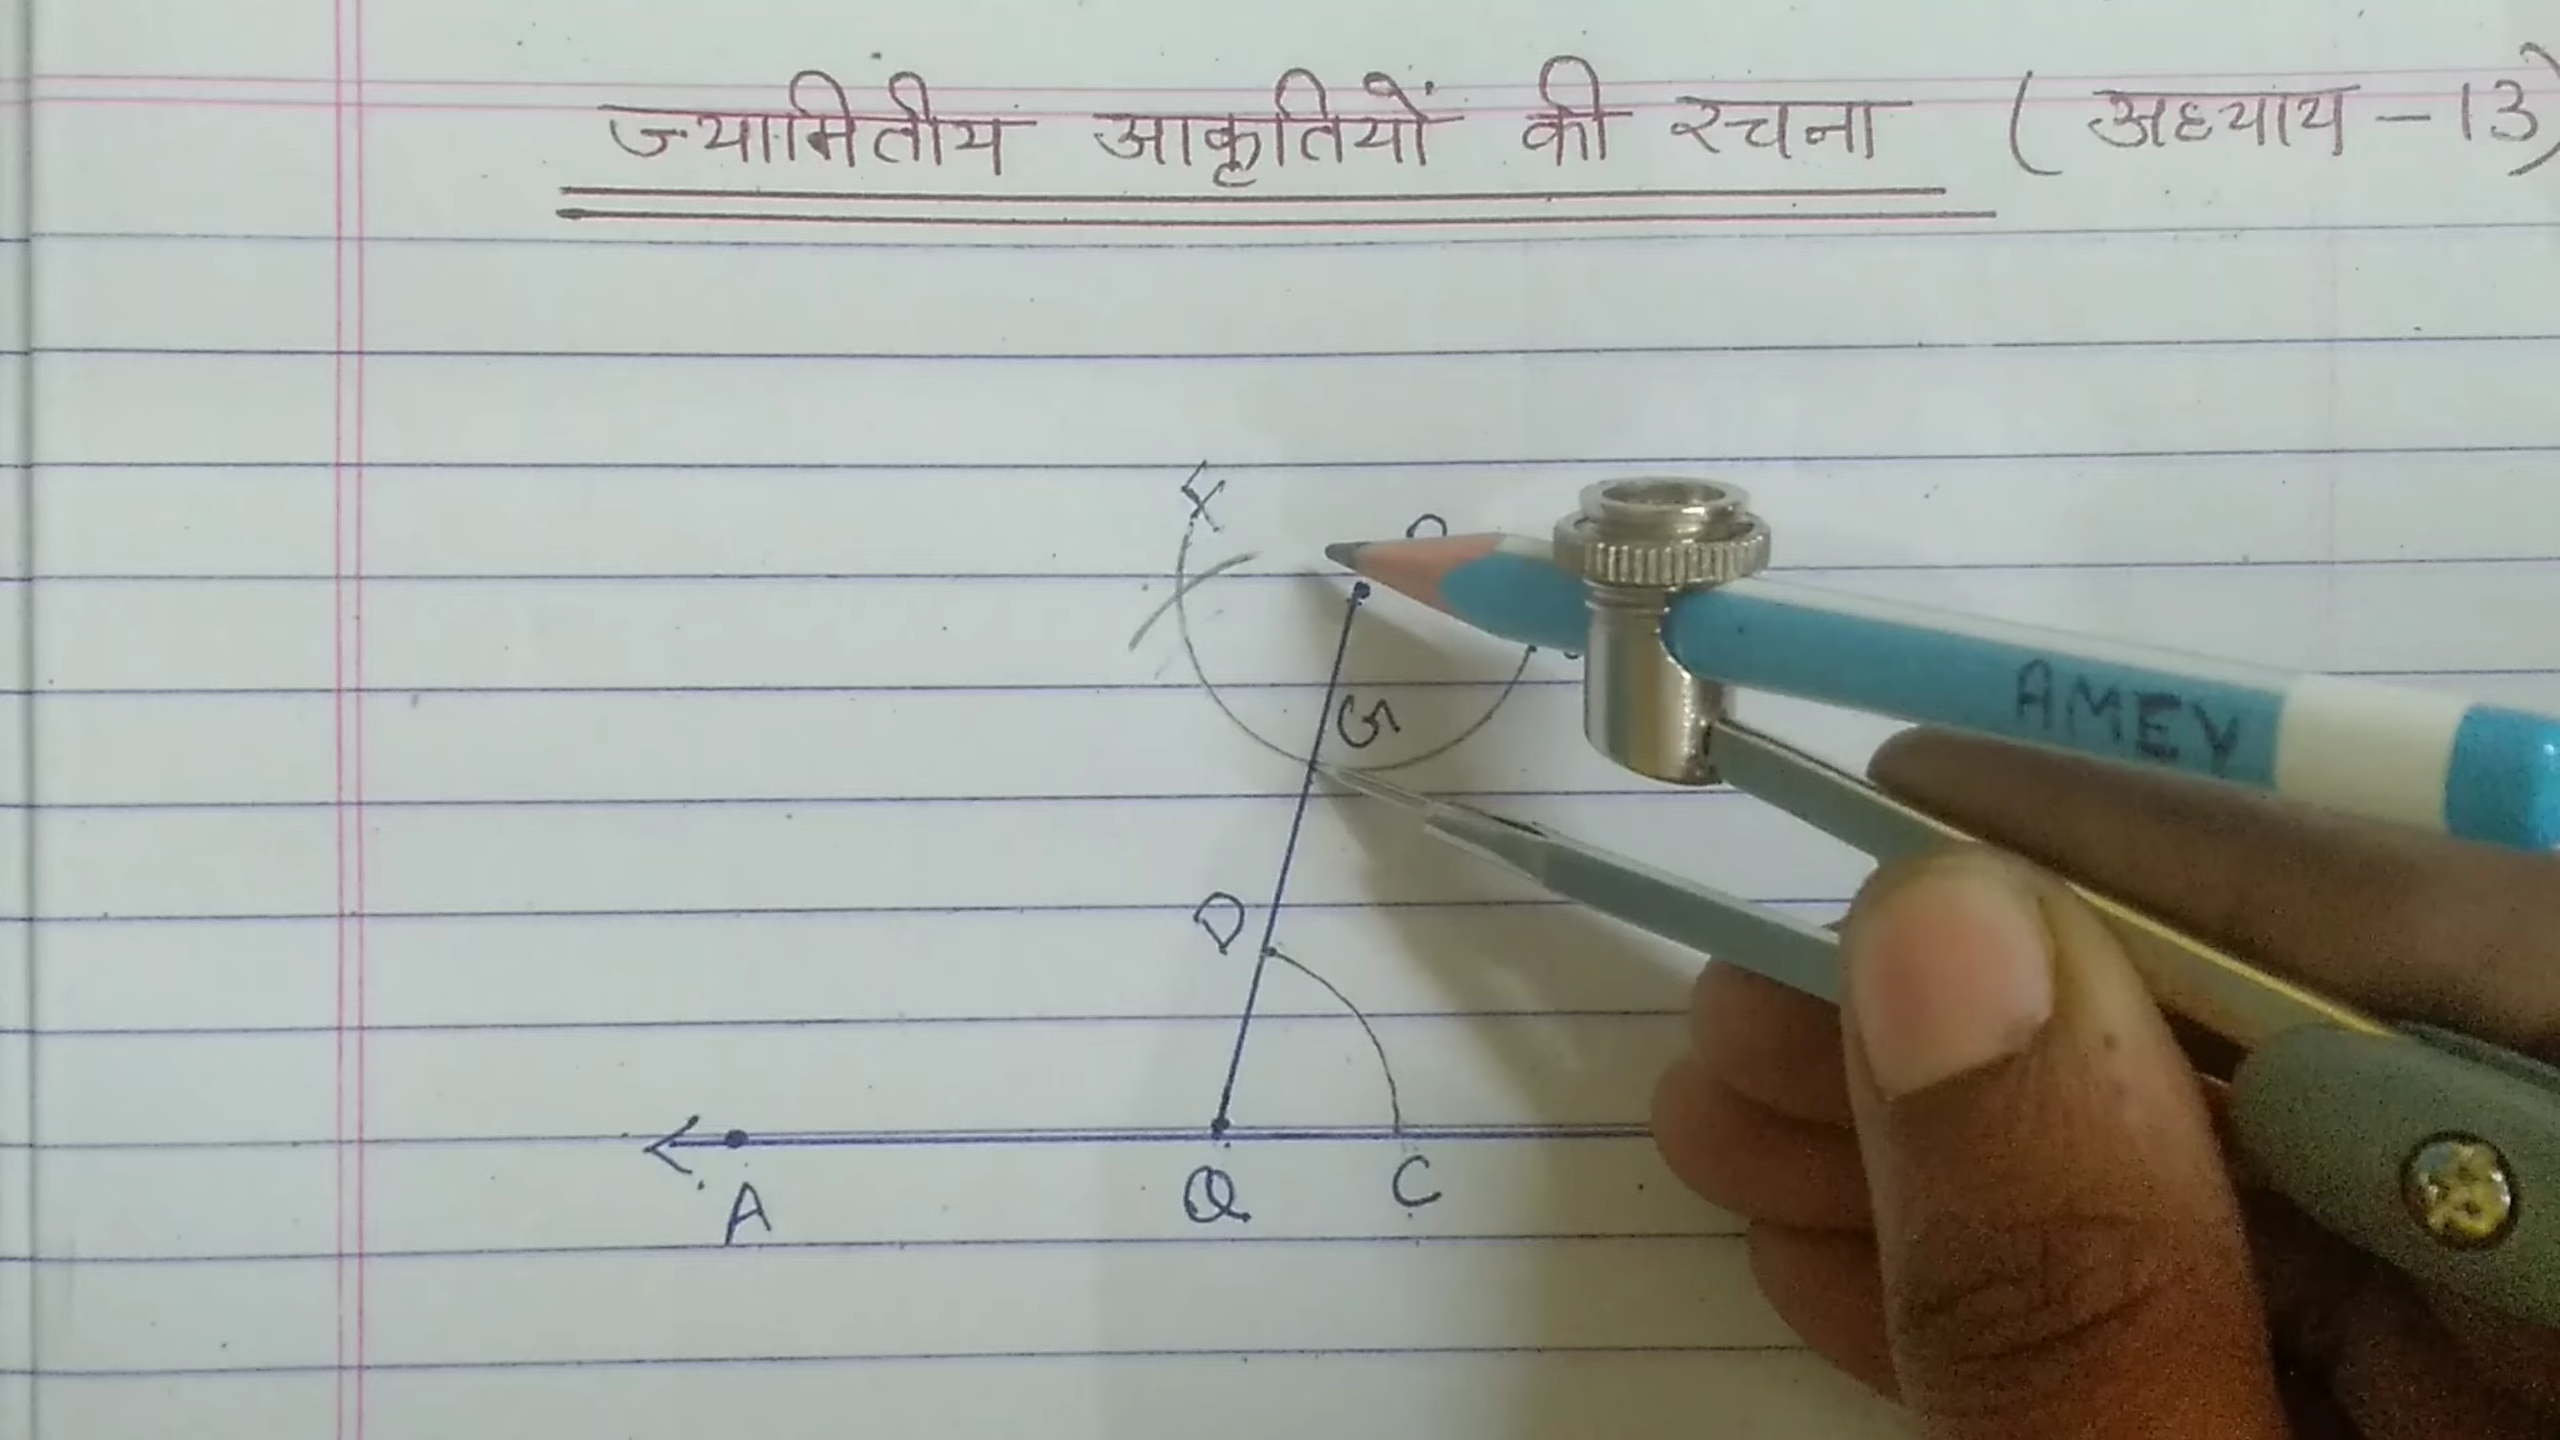 ज्यामितीय आकृतियों की रचना ( अध्याय - 13)
F
G
AMEY
D
A Q C